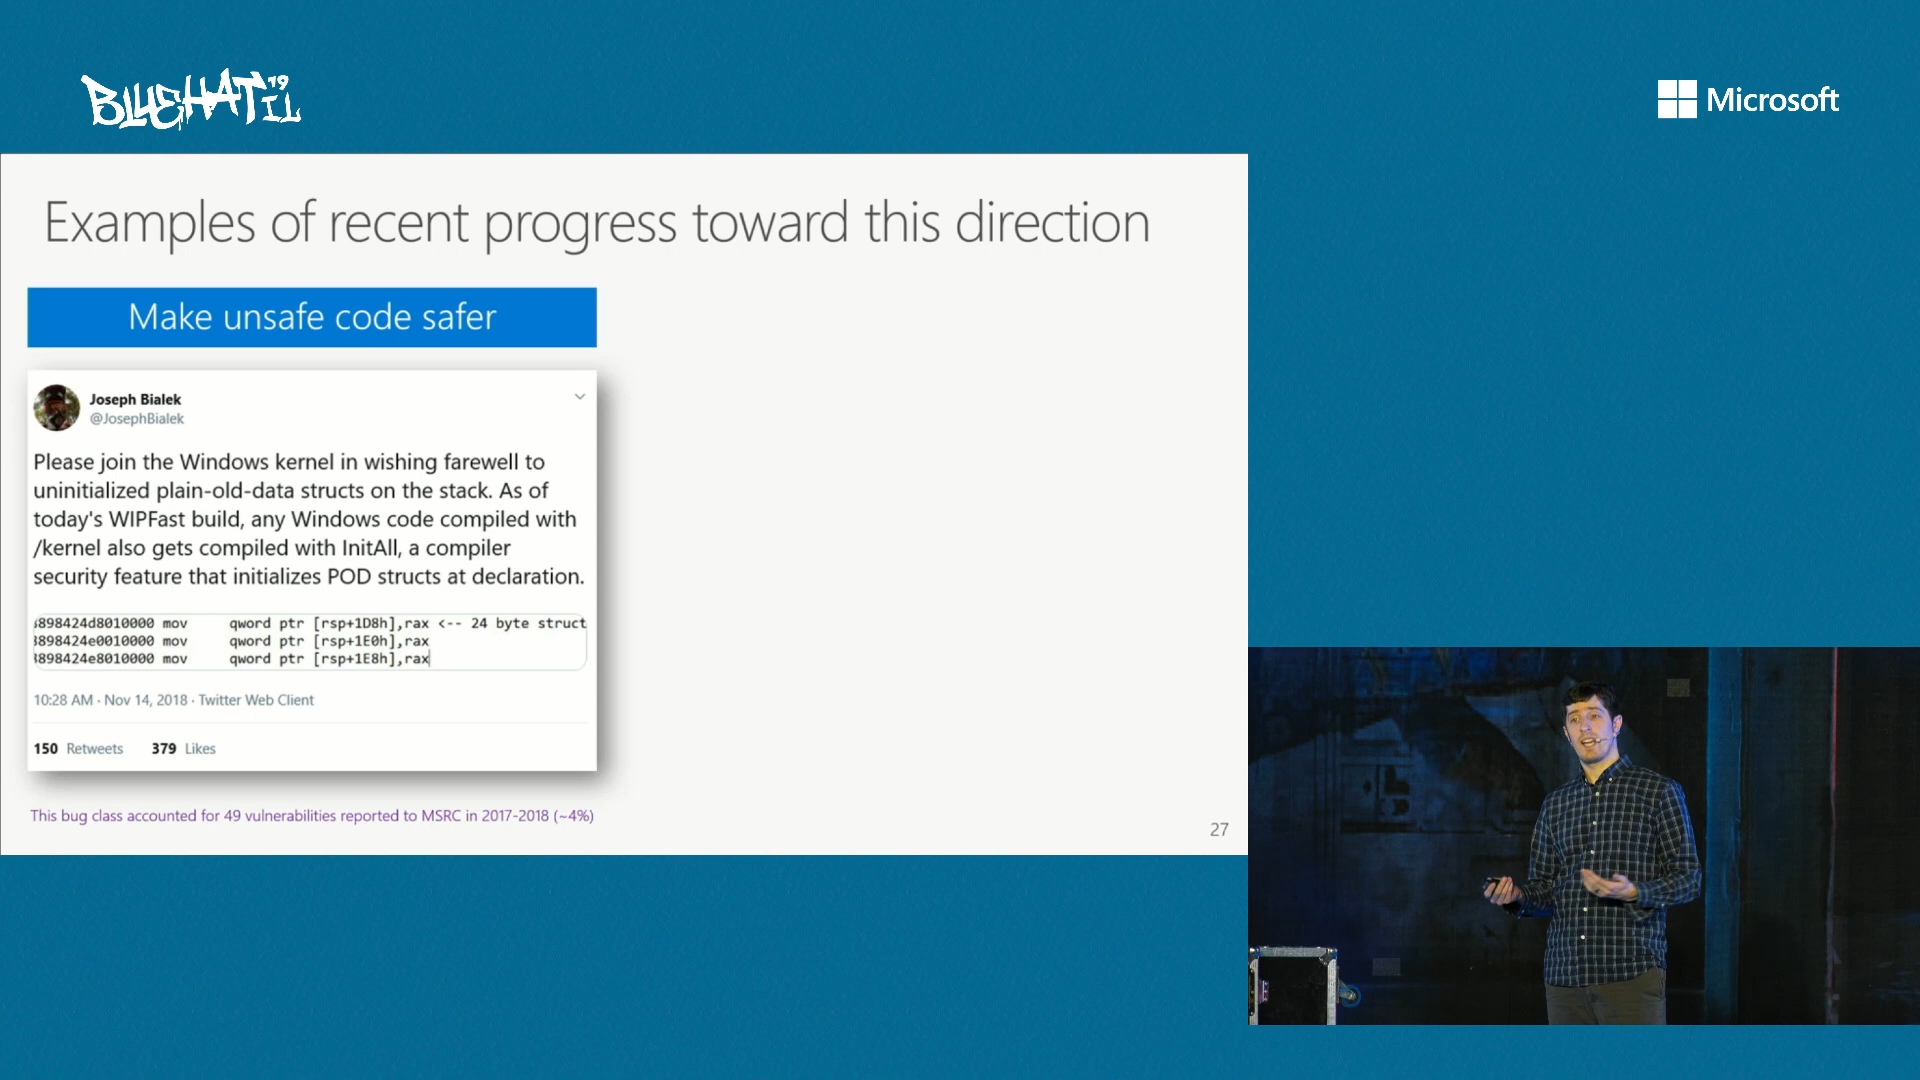 BLUEHAT IL '19
Microsoft
Examples of recent progress toward this direction
Make unsafe code safer
Joseph Bialek
@JosephBialek
Please join the Windows kernel in wishing farewell to
uninitialized plain-old-data structs on the stack. As of
today's WIPFast build, any Windows code compiled with
/kernel also gets compiled with InitAll, a compiler
security feature that initializes POD structs at declaration.
898424d8010000 mov qword ptr [rsp+1D8h],rax <-- 24 byte struct
898424e0010000 mov qword ptr [rsp+1E0h],rax
898424e8010000 mov qword ptr [rsp+1E8h],rax
10:28 AM · Nov 14, 2018 · Twitter Web Client
150 Retweets 379 Likes
This bug class accounted for 49 vulnerabilities reported to MSRC in 2017-2018 (~4%)
27